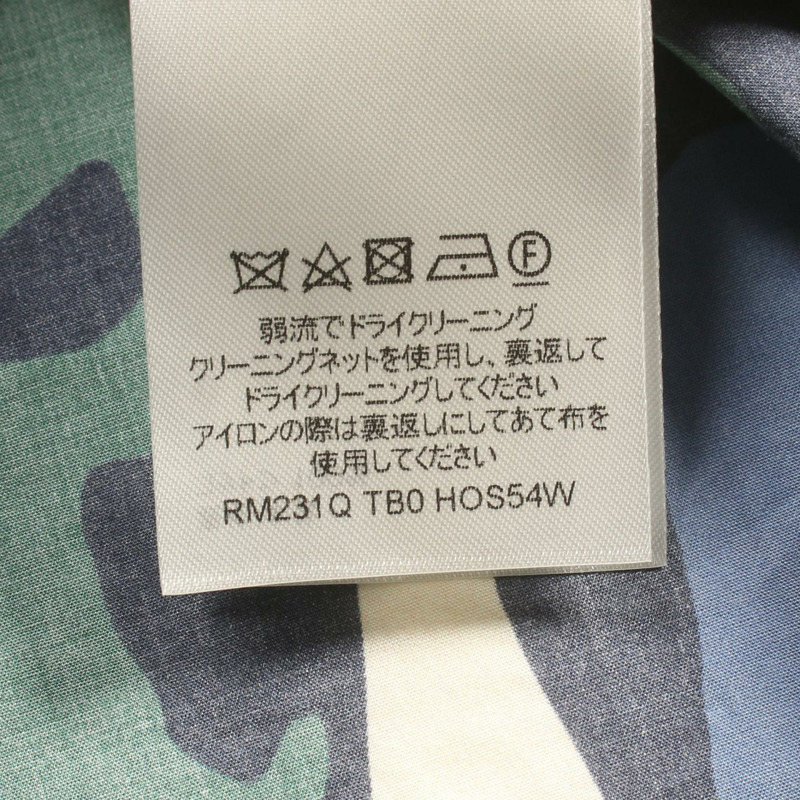 F
弱流でドライクリーニング
クリーニングネットを使用し、裏返して
ドライクリーニングしてください
アイロンの際は裏返しにしてあて布を
使用してください
RM231Q TB0 HOS54W